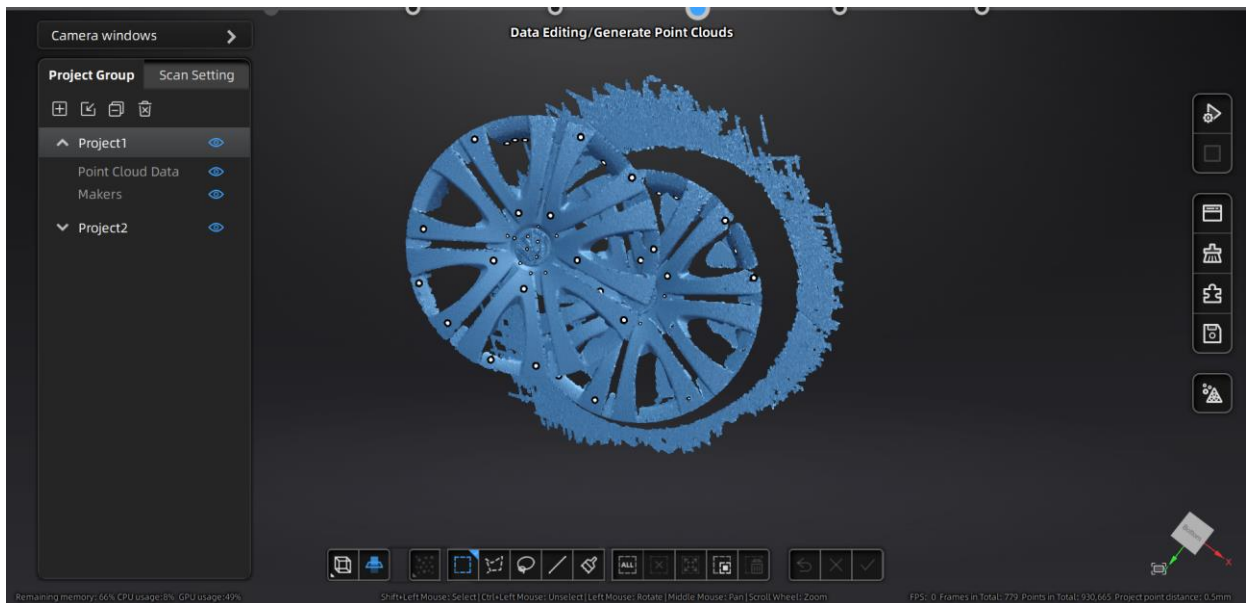 Data Editing/Generate Point Clouds
Camera windows
Project Group Scan Setting
Project1
Point Cloud Data
Makers
Project2
ALL
Bottom
x
Remaining memory: 66% CPU usage:8% GPU usage:49%
Shift+Left Mouse: Select|Ctrl+Left Mouse: Unselect|Left Mouse: Rotate|Middle Mouse: Pan|Scroll Wheel: Zoom
FPS: 0 Frames in Total: 779 Points in Total: 930,665 Project point distance: 0.5mm